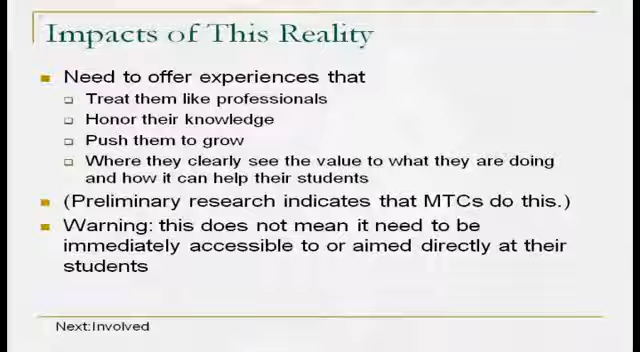 Impacts of This Reality
Need to offer experiences that
Treat them like professionals
Honor their knowledge
Push them to grow
Where they clearly see the value to what they are doing
and how it can help their students
(Preliminary research indicates that MTCs do this.)
Warning: this does not mean it need to be
immediately accessible to or aimed directly at their
students
Next:Involved